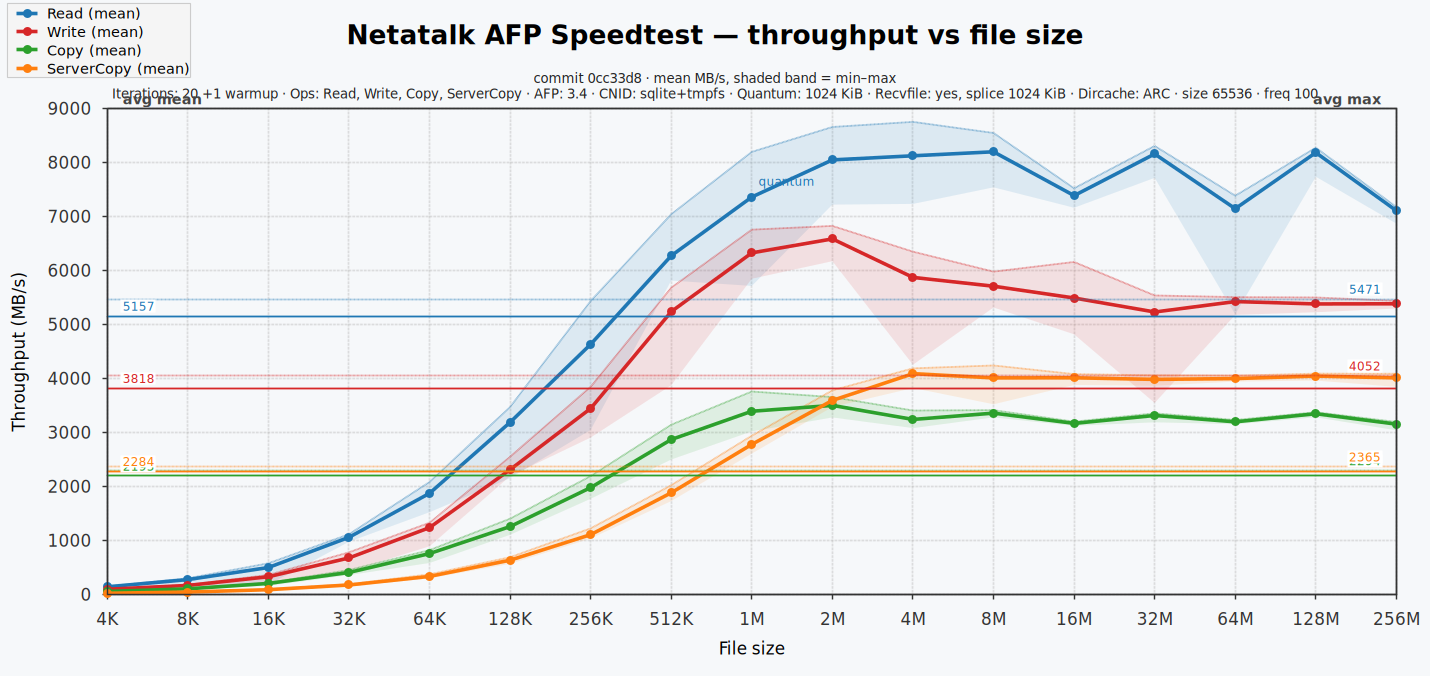 Read (mean)
Write (mean)
Copy (mean)
ServerCopy (mean)
Netatalk AFP Speedtest — throughput vs file size
commit 0cc33d8 · mean MB/s, shaded band = min–max
Iterations: 20 +1 warmup · Ops: Read, Write, Copy, ServerCopy · AFP: 3.4 · CNID: sqlite+tmpfs · Quantum: 1024 KiB · Recvfile: yes, splice 1024 KiB · Dircache: ARC · size 65536 · freq 100
avg mean
avg max
9000
8000
7000
6000
5000
4000
3000
2000
1000
0
Throughput (MB/s)
quantum
5157
5471
3818
4052
2284
2365
4K
8K
16K
32K
64K
128K
256K
512K
1M
2M
4M
8M
16M
32M
64M
128M
256M
File size